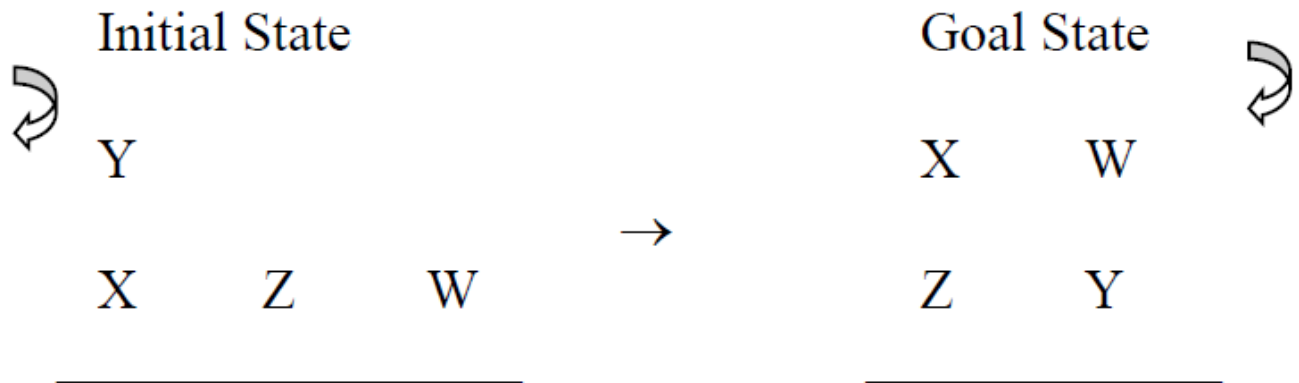 Initial State Goal State
Y X W
→
X Z W Z Y